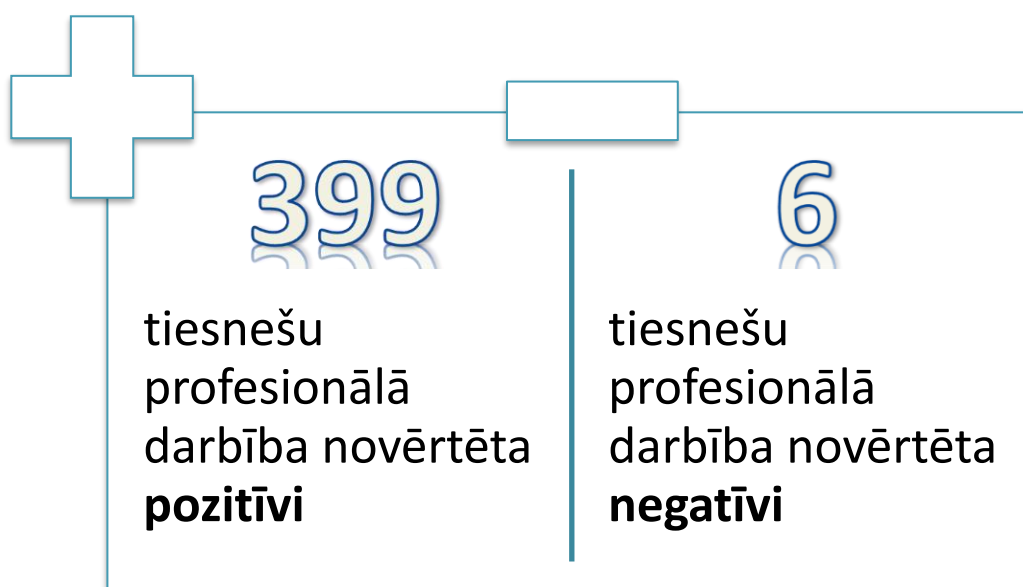 399
tiesnešu
profesionālā
darbība novērtēta
pozitīvi
6
tiesnešu
profesionālā
darbība novērtēta
negatīvi